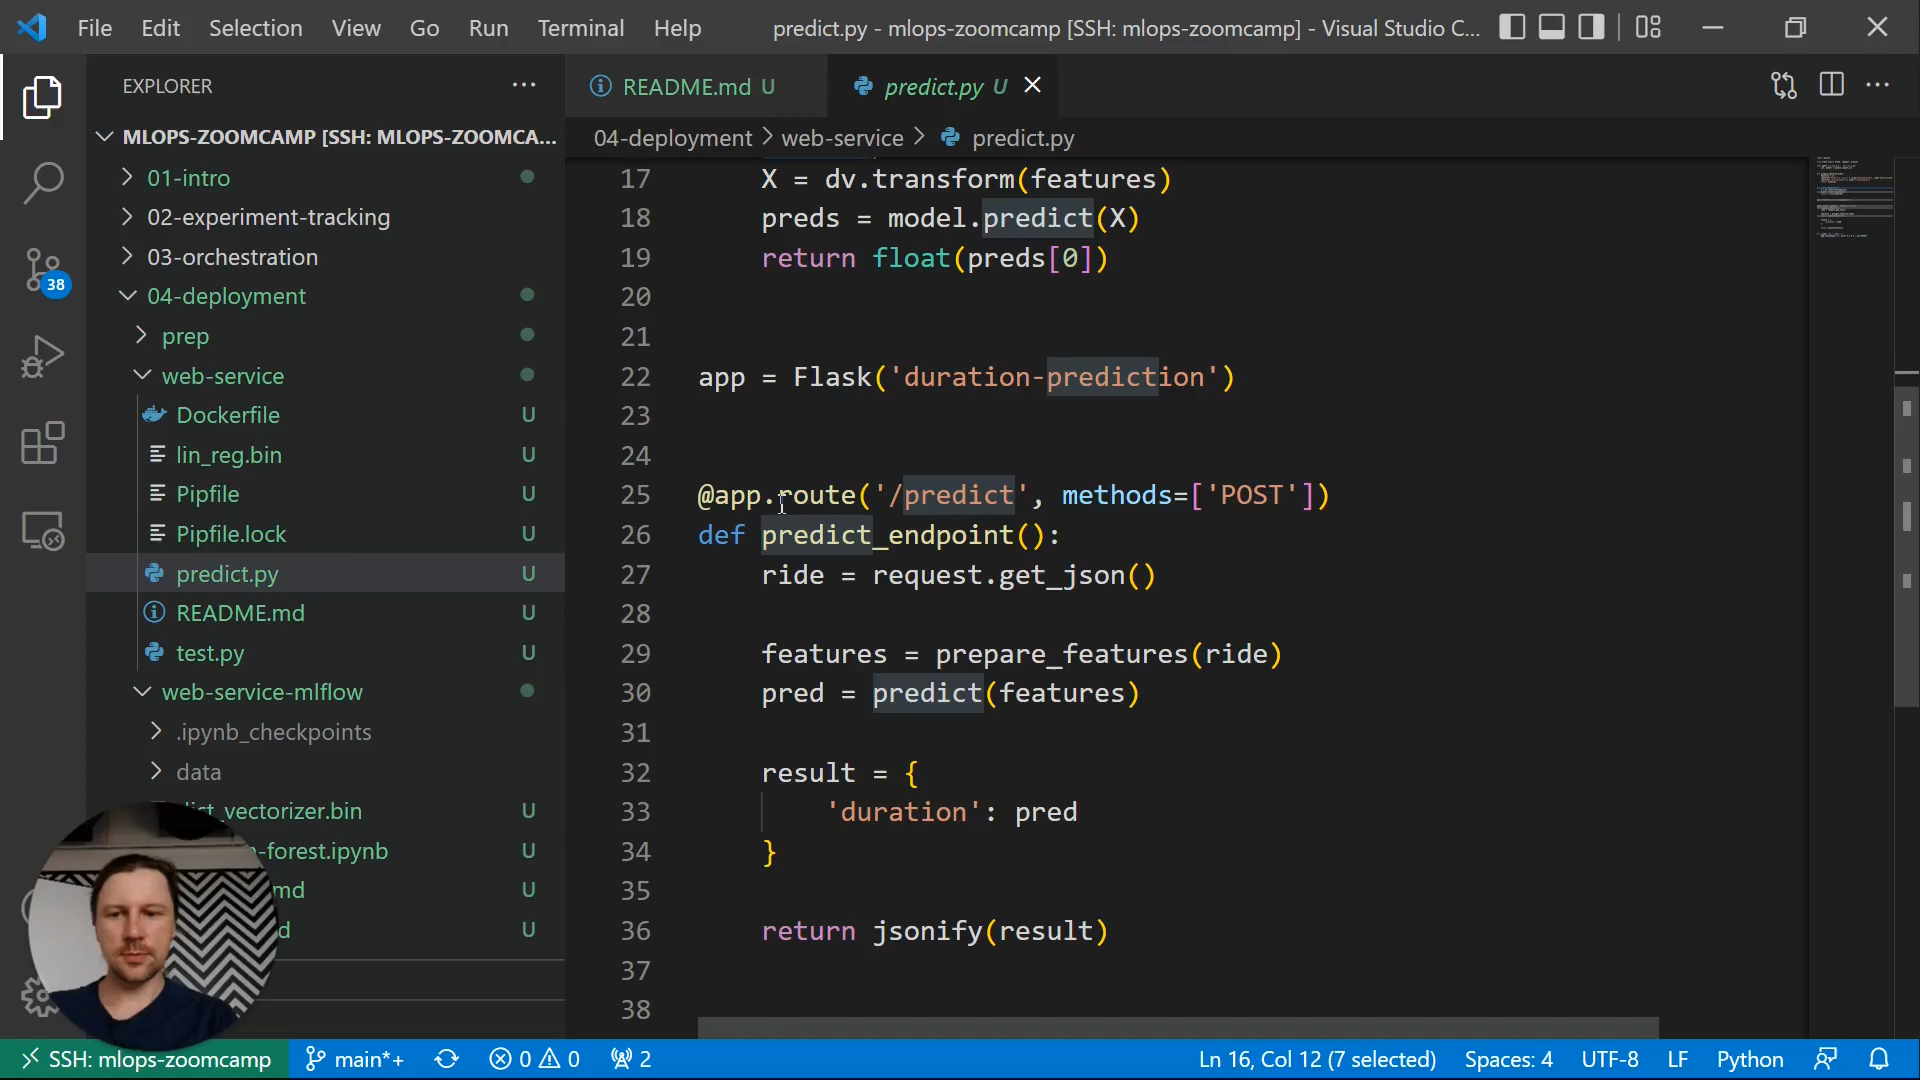 File Edit Selection View Go Run Terminal Help
predict.py - mlops-zoomcamp [SSH: mlops-zoomcamp] - Visual Studio C...
EXPLORER
MLOPS-ZOOMCAMP [SSH: MLOPS-ZOOMCA...
01-intro
02-experiment-tracking
03-orchestration
04-deployment
prep
web-service
Dockerfile U
lin_reg.bin U
Pipfile U
Pipfile.lock U
predict.py U
README.md U
test.py U
web-service-mlflow
.ipynb_checkpoints
data
_vectorizer.bin U
-forest.ipynb U
md U
d U
38
README.md U
predict.py U
04-deployment > web-service > predict.py
17 X = dv.transform(features)
18 preds = model.predict(X)
19 return float(preds[0])
20
21
22 app = Flask('duration-prediction')
23
24
25 @app.route('/predict', methods=['POST'])
26 def predict_endpoint():
27 ride = request.get_json()
28
29 features = prepare_features(ride)
30 pred = predict(features)
31
32 result = {
33 'duration': pred
34 }
35
36 return jsonify(result)
37
38
SSH: mlops-zoomcamp main*+ 0 0 2 Ln 16, Col 12 (7 selected) Spaces: 4 UTF-8 LF Python